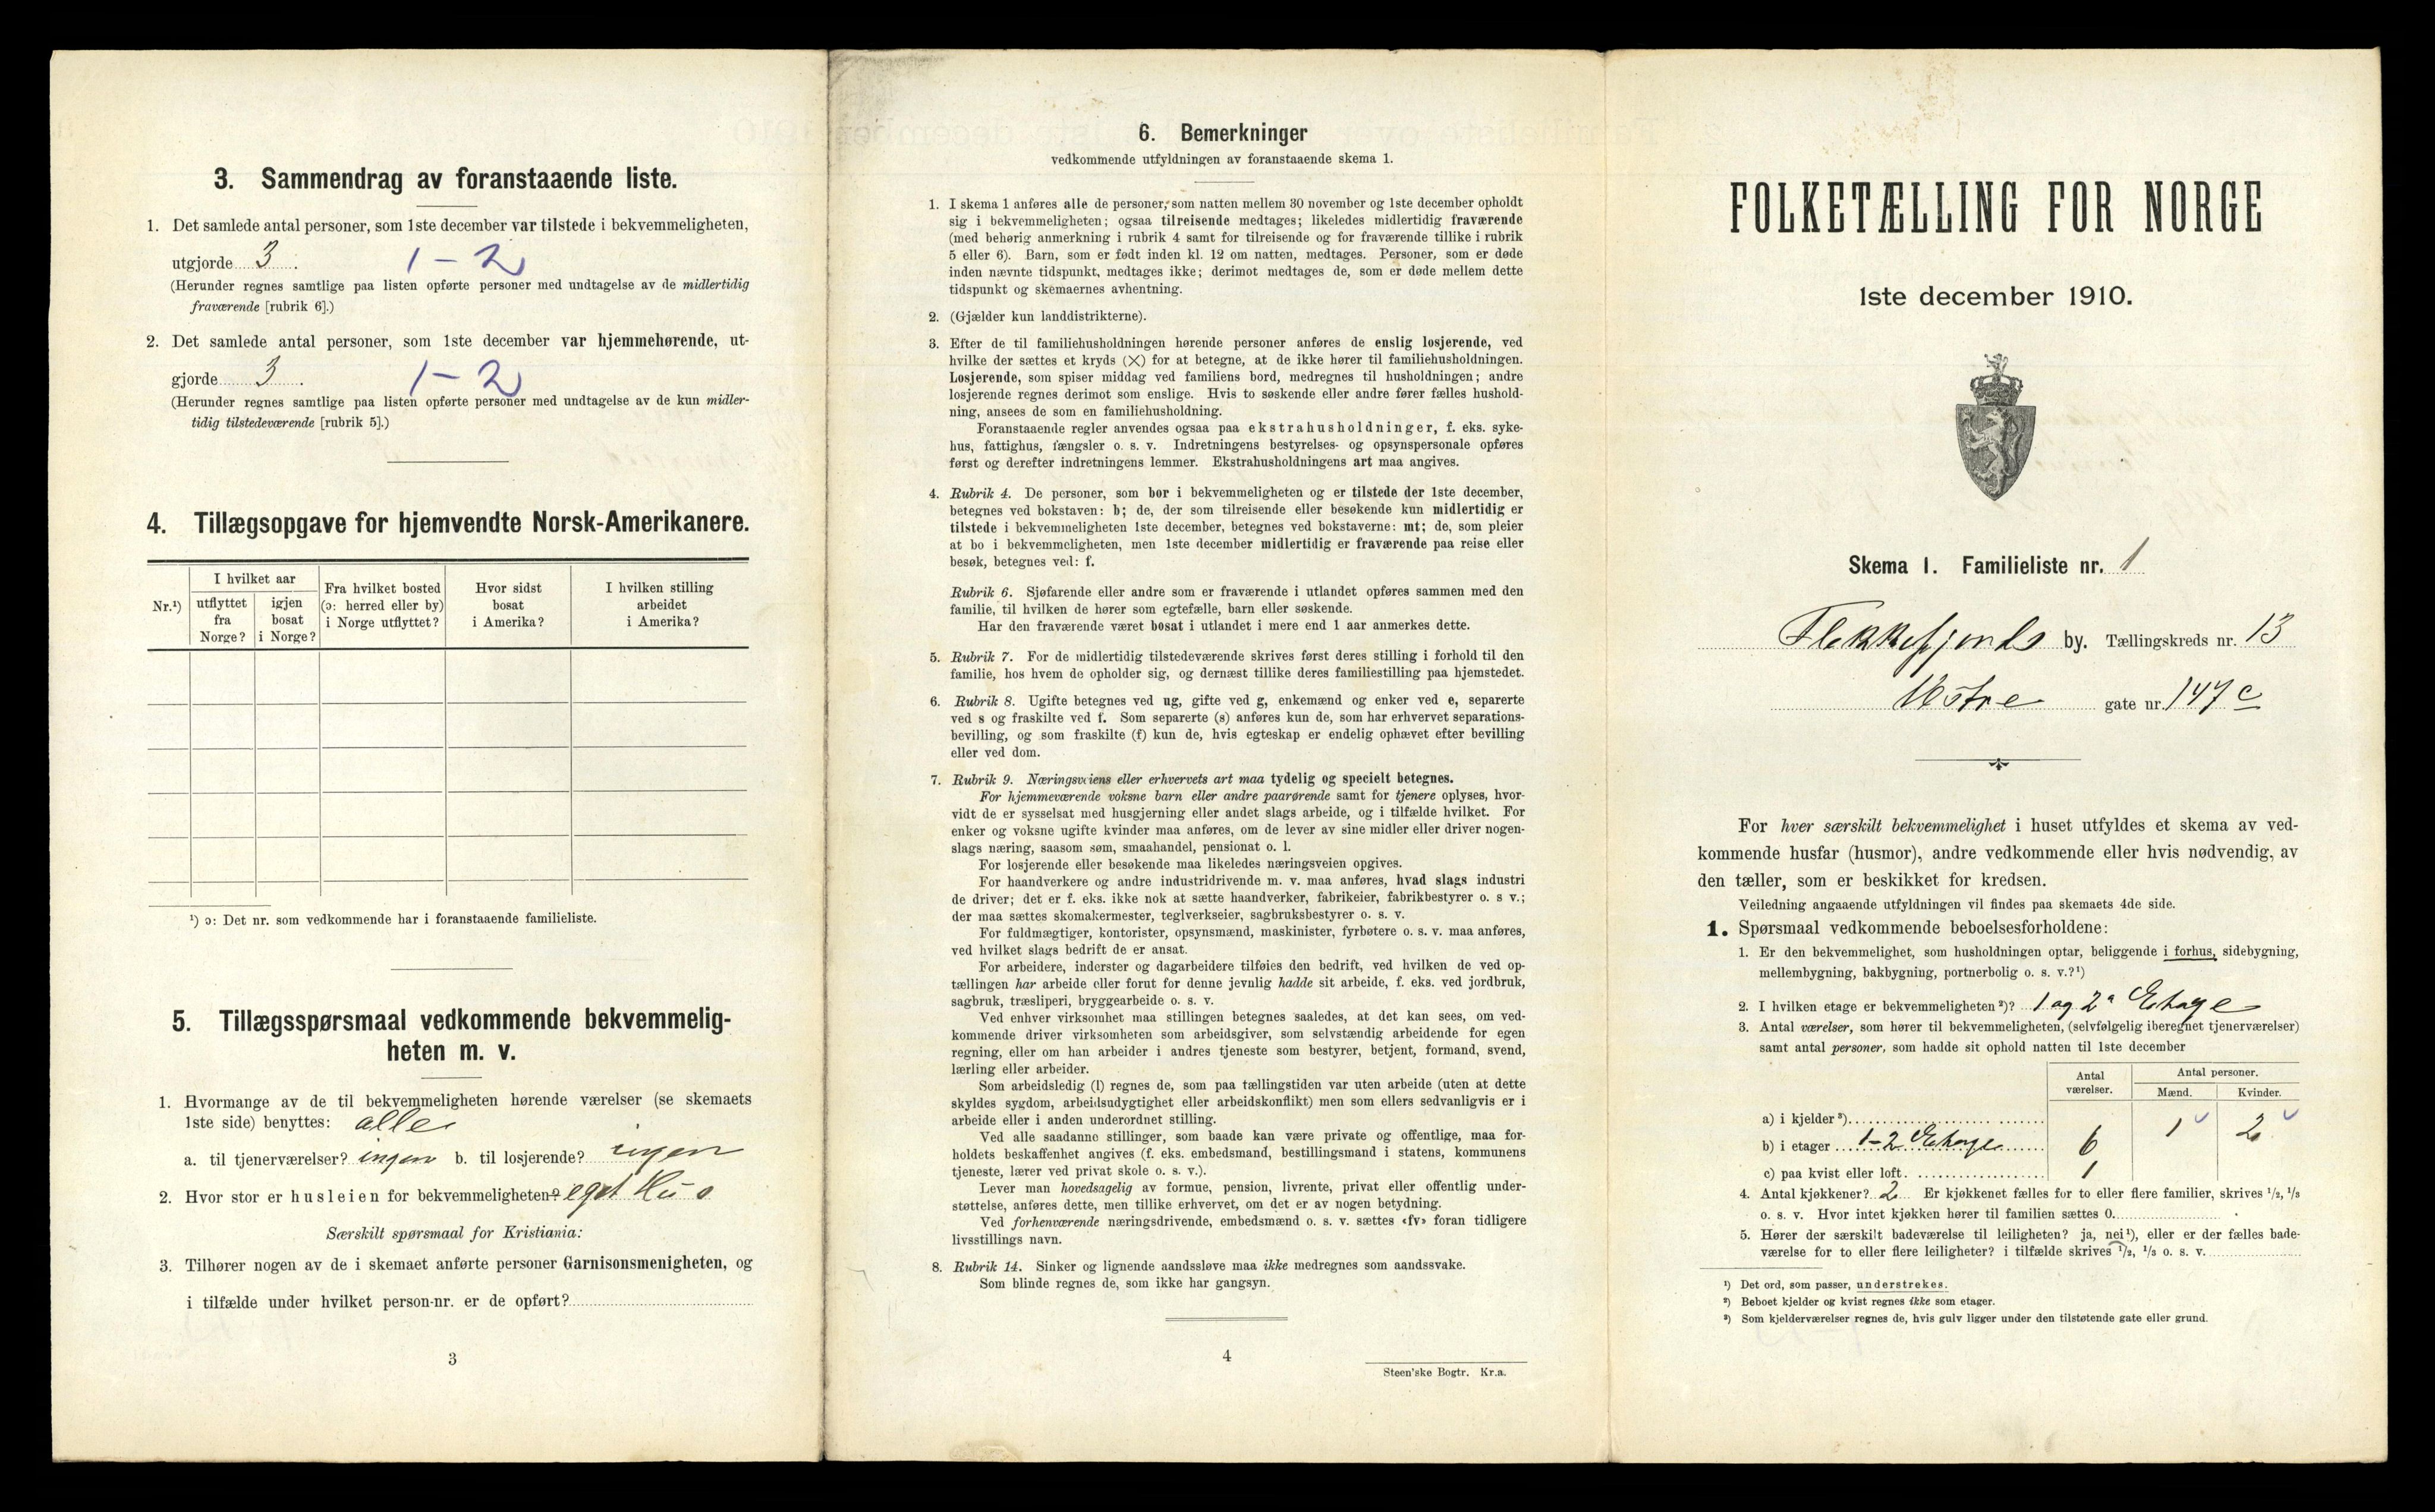 3. Sammendrag av foranstaaende liste.
1. Det samlede antal personer, som 1ste december var tilstede i bekvemmeligheten,
utgjorde 3. 1-2
(Herunder regnes samtlige paa listen opførte personer med undtagelse av de midlertidig
fraværende [rubrik 6].)
2. Det samlede antal personer, som 1ste december var hjemmehørende, ut-
gjorde 3. 1-2
(Herunder regnes samtlige paa listen opførte personer med undtagelse av de kun midler-
tidig tilstedeværende [rubrik 5].)
4. Tillægsopgave for hjemvendte Norsk-Amerikanere.
Nr.¹)
I hvilket aar
utflyttet fra Norge?
igjen bosat i Norge?
Fra hvilket bosted (ɔ: herred eller by) i Norge utflyttet?
Hvor sidst bosat i Amerika?
I hvilken stilling arbeidet i Amerika?
¹) ɔ: Det nr. som vedkommende har i foranstaaende familieliste.
5. Tillægsspørsmaal vedkommende bekvemmelig-
heten m. v.
1. Hvormange av de til bekvemmeligheten hørende værelser (se skemaets
1ste side) benyttes: alle
a. til tjenerværelser? ingen b. til losjerende? ingen
2. Hvor stor er husleien for bekvemmeligheten? eget Hus
Særskilt spørsmaal for Kristiania:
3. Tilhører nogen av de i skemaet anførte personer Garnisonsmenigheten, og
i tilfælde under hvilket person-nr. er de opført?
3
6. Bemerkninger
vedkommende utfyldningen av foranstaaende skema 1.
1. I skema 1 anføres alle de personer, som natten mellem 30 november og 1ste december opholdt
sig i bekvemmeligheten; ogsaa tilreisende medtages; likeledes midlertidig fraværende
(med behørig anmerkning i rubrik 4 samt for tilreisende og for fraværende tillike i rubrik
5 eller 6). Barn, som er født inden kl. 12 om natten, medtages. Personer, som er døde
inden nævnte tidspunkt, medtages ikke; derimot medtages de, som er døde mellem dette
tidspunkt og skemaernes avhentning.
2. (Gjælder kun landdistrikterne).
3. Efter de til familiehusholdningen hørende personer anføres de enslig losjerende, ved
hvilke der sættes et kryds (×) for at betegne, at de ikke hører til familiehusholdningen.
Losjerende, som spiser middag ved familiens bord, medregnes til husholdningen; andre
losjerende regnes derimot som enslige. Hvis to søskende eller andre fører fælles hushold-
ning, ansees de som en familiehusholdning.
Foranstaaende regler anvendes ogsaa paa ekstrahusholdninger, f. eks. syke-
hus, fattighus, fængsler o. s. v. Indretningens bestyrelses- og opsynspersonale opføres
først og derefter indretningens lemmer. Ekstrahusholdningens art maa angives.
4. Rubrik 4. De personer, som bor i bekvemmeligheten og er tilstede der 1ste december,
betegnes ved bokstaven: b; de, der som tilreisende eller besøkende kun midlertidig er
tilstede i bekvemmeligheten 1ste december, betegnes ved bokstaverne: mt; de, som pleier
at bo i bekvemmeligheten, men 1ste december midlertidig er fraværende paa reise eller
besøk, betegnes ved: f.
Rubrik 6. Sjøfarende eller andre som er fraværende i utlandet opføres sammen med den
familie, til hvilken de hører som egtefælle, barn eller søskende.
Har den fraværende været bosat i utlandet i mere end 1 aar anmerkes dette.
5. Rubrik 7. For de midlertidig tilstedeværende skrives først deres stilling i forhold til den
familie, hos hvem de opholder sig, og dernæst tillike deres familiestilling paa hjemstedet.
6. Rubrik 8. Ugifte betegnes ved ug, gifte ved g, enkemænd og enker ved e, separerte
ved s og fraskilte ved f. Som separerte (s) anføres kun de, som har erhvervet separations-
bevilling, og som fraskilte (f) kun de, hvis egteskap er endelig ophævet efter bevilling
eller ved dom.
7. Rubrik 9. Næringsveiens eller erhvervets art maa tydelig og specielt betegnes.
For hjemmeværende voksne barn eller andre paarørende samt for tjenere oplyses, hvor-
vidt de er sysselsat med husgjerning eller andet slags arbeide, og i tilfælde hvilket. For
enker og voksne ugifte kvinder maa anføres, om de lever av sine midler eller driver nogen-
slags næring, saasom søm, smaahandel, pensionat o. l.
For losjerende eller besøkende maa likeledes næringsveien opgives.
For haandverkere og andre industridrivende m. v. maa anføres, hvad slags industri
de driver; det er f. eks. ikke nok at sætte haandverker, fabrikeier, fabrikbestyrer o. s v.;
der maa sættes skomakermester, teglverkseier, sagbruksbestyrer o. s. v.
For fuldmægtiger, kontorister, opsynsmænd, maskinister, fyrbøtere o. s. v. maa anføres,
ved hvilket slags bedrift de er ansat.
For arbeidere, inderster og dagarbeidere tilføies den bedrift, ved hvilken de ved op-
tællingen har arbeide eller forut for denne jevnlig hadde sit arbeide, f. eks. ved jordbruk,
sagbruk, træsliperi, bryggearbeide o. s. v.
Ved enhver virksomhet maa stillingen betegnes saaledes, at det kan sees, om ved-
kommende driver virksomheten som arbeidsgiver, som selvstændig arbeidende for egen
regning, eller om han arbeider i andres tjeneste som bestyrer, betjent, formand, svend,
lærling eller arbeider.
Som arbeidsledig (l) regnes de, som paa tællingstiden var uten arbeide (uten at dette
skyldes sygdom, arbeidsudygtighet eller arbeidskonflikt) men som ellers sedvanligvis er i
arbeide eller i anden underordnet stilling.
Ved alle saadanne stillinger, som baade kan være private og offentlige, maa for-
holdets beskaffenhet angives (f. eks. embedsmand, bestillingsmand i statens, kommunens
tjeneste, lærer ved privat skole o. s. v.).
Lever man hovedsagelig av formue, pension, livrente, privat eller offentlig under-
støttelse, anføres dette, men tillike erhvervet, om det er av nogen betydning.
Ved forhenværende næringsdrivende, embedsmænd o. s. v. sættes «fv» foran tidligere
livsstillings navn.
8. Rubrik 14. Sinker og lignende aandssløve maa ikke medregnes som aandssvake.
Som blinde regnes de, som ikke har gangsyn.
4
Steen'ske Bogtr. Kr.a.
FOLKETÆLLING FOR NORGE
1ste december 1910.
Skema 1. Familieliste nr. 1
Flekkefjords by. Tællingskreds nr. 13
gate nr. 147 c
For hver særskilt bekvemmelighet i huset utfyldes et skema av ved-
kommende husfar (husmor), andre vedkommende eller hvis nødvendig, av
den tæller, som er beskikket for kredsen.
Veiledning angaaende utfyldningen vil findes paa skemaets 4de side.
1. Spørsmaal vedkommende beboelsesforholdene:
1. Er den bekvemmelighet, som husholdningen optar, beliggende i forhus, sidebygning,
mellembygning, bakbygning, portnerbolig o. s. v.?¹)
2. I hvilken etage er bekvemmeligheten²)? 1 og 2a Etage
3. Antal værelser, som hører til bekvemmeligheten, (selvfølgelig iberegnet tjenerværelser)
samt antal personer, som hadde sit ophold natten til 1ste december
Antal værelser.
Antal personer.
Mænd. Kvinder.
a) i kjelder³)
b) i etager 1-2 Etage 6 1 2
c) paa kvist eller loft. 1
4. Antal kjøkkener? 2 Er kjøkkenet fælles for to eller flere familier, skrives 1/2, 1/3
o. s. v. Hvor intet kjøkken hører til familien sættes 0.
5. Hører der særskilt badeværelse til leiligheten? ja, nei¹), eller er der fælles bade-
værelse for to eller flere leiligheter? i tilfælde skrives 1/2, 1/3 o. s. v.
¹) Det ord, som passer, understrekes.
²) Beboet kjelder og kvist regnes ikke som etager.
³) Som kjelderværelser regnes de, hvis gulv ligger under den tilstøtende gate eller grund.